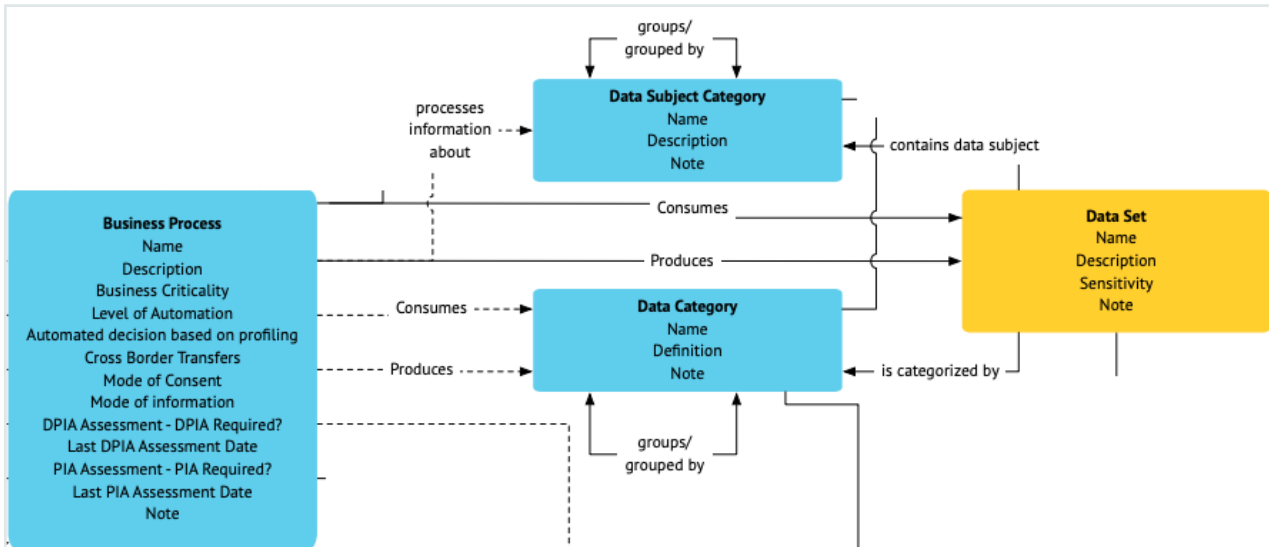 groups/
grouped by
Data Subject Category
Name
Description
Note
processes
information
about
contains data subject
Business Process
Name
Description
Business Criticality
Level of Automation
Automated decision based on profiling
Cross Border Transfers
Mode of Consent
Mode of information
DPIA Assessment - DPIA Required?
Last DPIA Assessment Date
PIA Assessment - PIA Required?
Last PIA Assessment Date
Note
Consumes
Produces
Data Set
Name
Description
Sensitivity
Note
Consumes
Produces
Data Category
Name
Definition
Note
is categorized by
groups/
grouped by